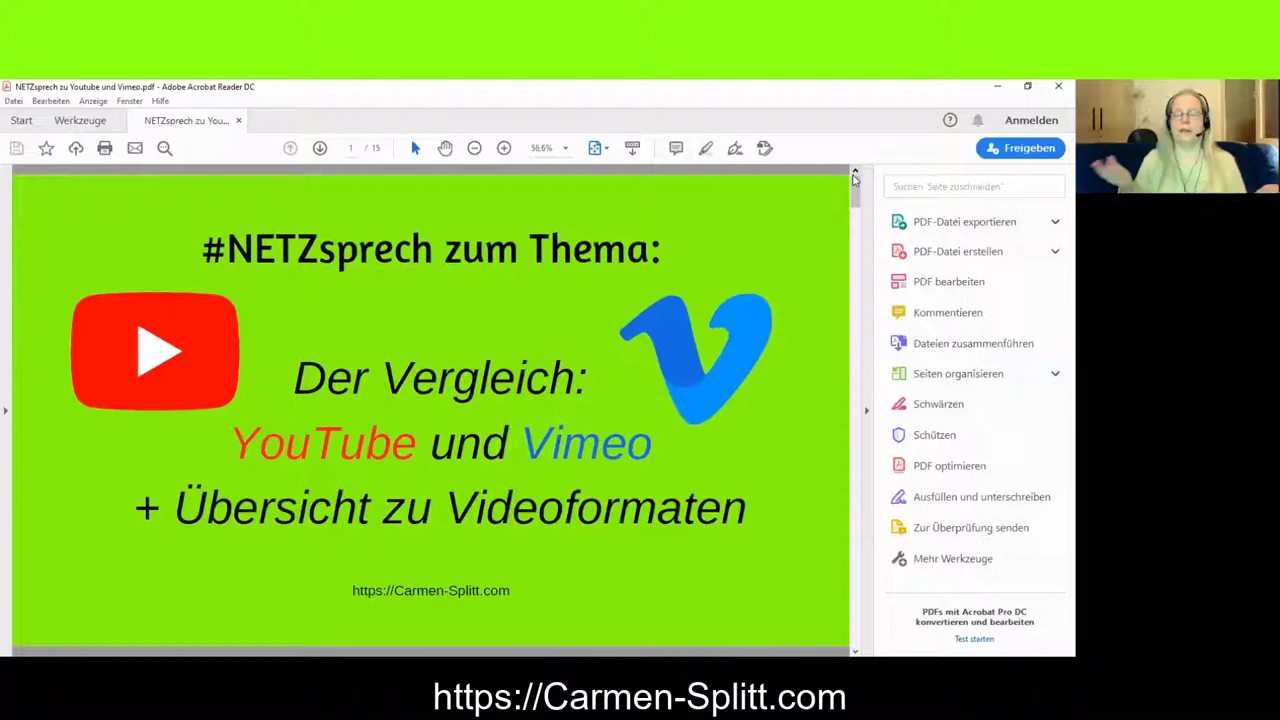 NETZsprech zu Youtube und Vimeo.pdf - Adobe Acrobat Reader DC
Datei Bearbeiten Anzeige Fenster Hilfe
Start Werkzeuge NETZsprech zu You... Anmelden
1 / 15 56,6% Freigeben
#NETZsprech zum Thema:
Der Vergleich:
YouTube und Vimeo
+ Übersicht zu Videoformaten
https://Carmen-Splitt.com
Suchen 'Seite zuschneiden"
PDF-Datei exportieren
PDF-Datei erstellen
PDF bearbeiten
Kommentieren
Dateien zusammenführen
Seiten organisieren
Schwärzen
Schützen
PDF optimieren
Ausfüllen und unterschreiben
Zur Überprüfung senden
Mehr Werkzeuge
PDFs mit Acrobat Pro DC
konvertieren und bearbeiten
Test starten
https://Carmen-Splitt.com